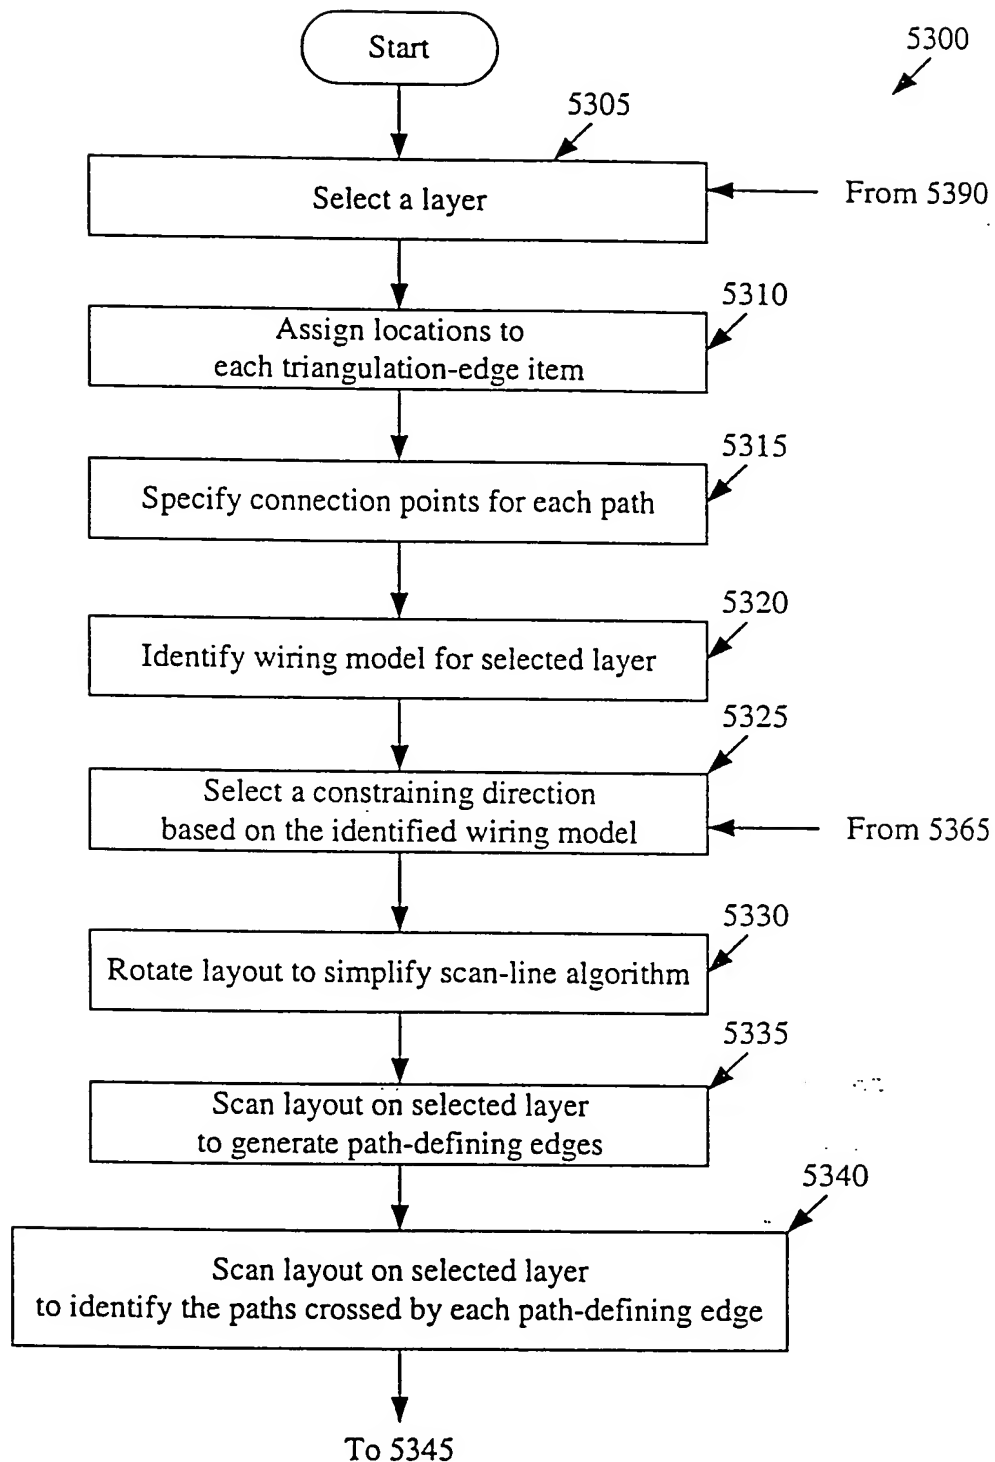 Start
5300
5305
Select a layer
From 5390
5310
Assign locations to
each triangulation-edge item
5315
Specify connection points for each path
5320
Identify wiring model for selected layer
5325
Select a constraining direction
based on the identified wiring model
From 5365
5330
Rotate layout to simplify scan-line algorithm
5335
Scan layout on selected layer
to generate path-defining edges
5340
Scan layout on selected layer
to identify the paths crossed by each path-defining edge
To 5345